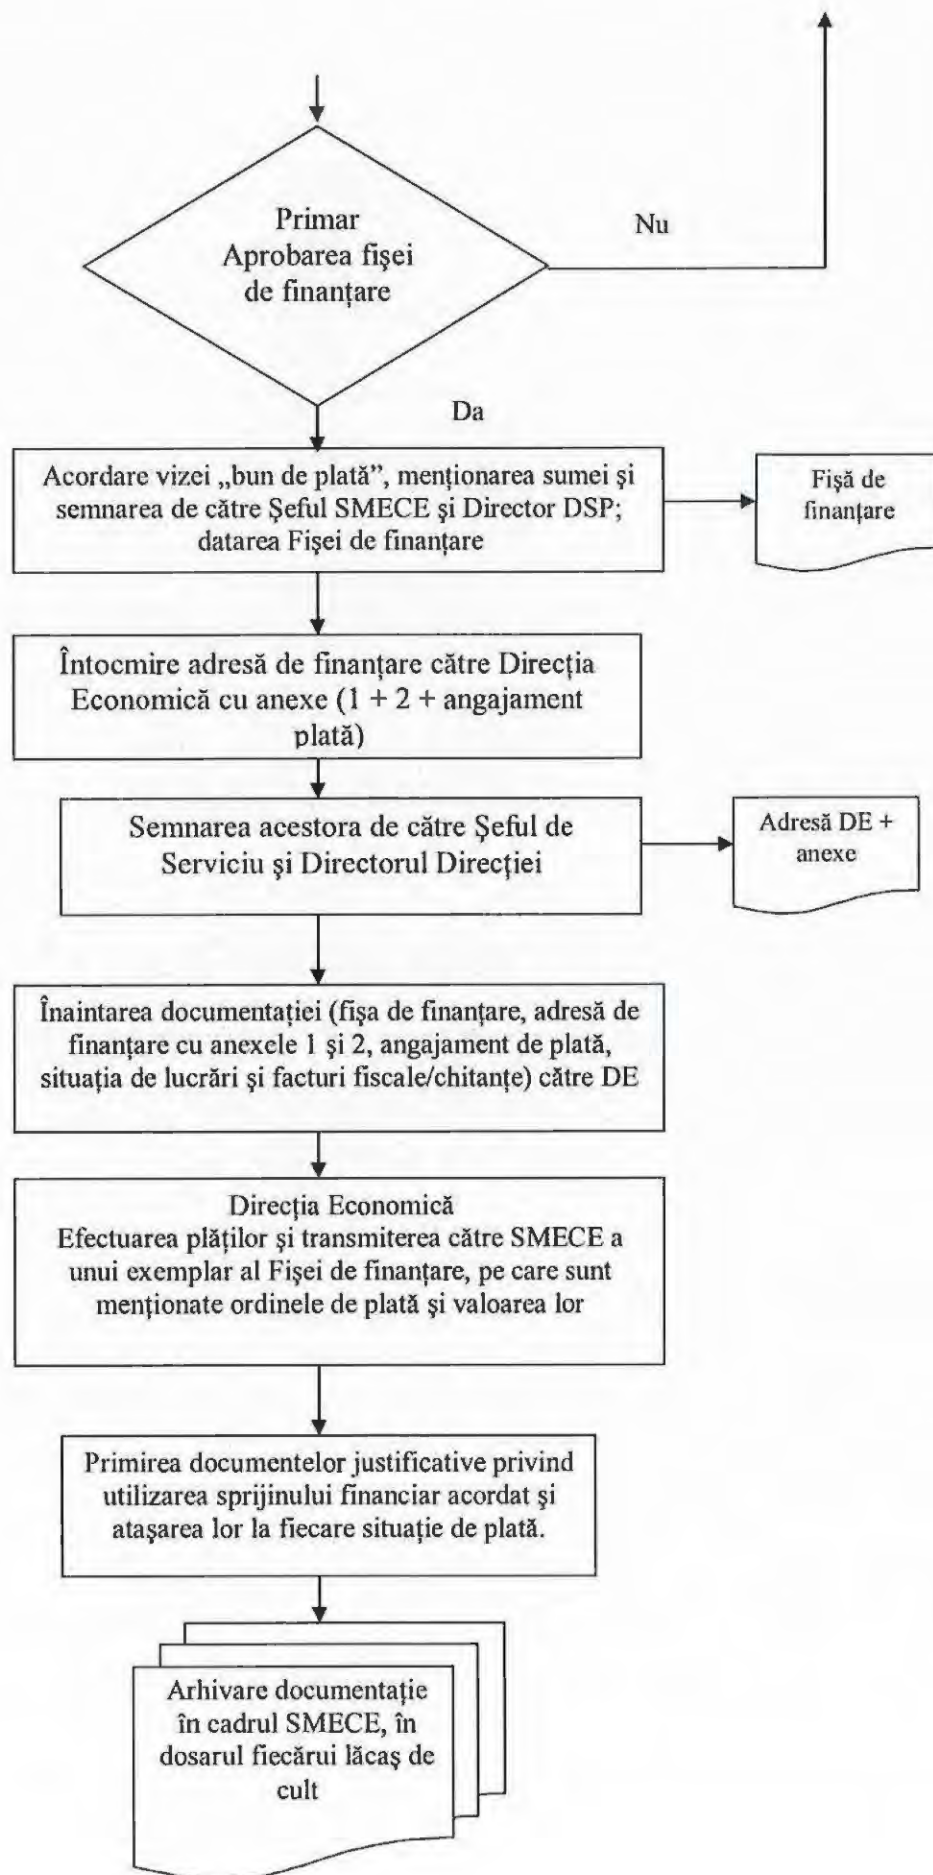 Primar
Aprobarea fişei
de finanţare
Nu
Da
Acordare vizei „bun de plată”, menţionarea sumei şi
semnarea de către Şeful SMECE şi Director DSP;
datarea Fişei de finanţare
Fişă de
finanţare
Întocmire adresă de finanţare către Direcţia
Economică cu anexe (1 + 2 + angajament
plată)
Semnarea acestora de către Şeful de
Serviciu şi Directorul Direcţiei
Adresă DE +
anexe
Înaintarea documentaţiei (fişa de finanţare, adresă de
finanţare cu anexele 1 şi 2, angajament de plată,
situaţia de lucrări şi facturi fiscale/chitanţe) către DE
Direcţia Economică
Efectuarea plăţilor şi transmiterea către SMECE a
unui exemplar al Fişei de finanţare, pe care sunt
menţionate ordinele de plată şi valoarea lor
Primirea documentelor justificative privind
utilizarea sprijinului financiar acordat şi
ataşarea lor la fiecare situaţie de plată.
Arhivare documentaţie
în cadrul SMECE, în
dosarul fiecărui lăcaş de
cult